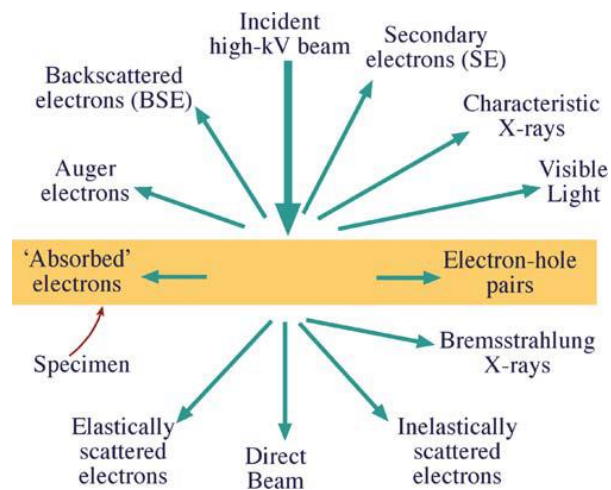 Incident
high-kV beam
Secondary
electrons (SE)
Backscattered
electrons (BSE)
Characteristic
X-rays
Auger
electrons
Visible
Light
‘Absorbed’
electrons
Electron-hole
pairs
Specimen
Bremsstrahlung
X-rays
Elastically
scattered
electrons
Direct
Beam
Inelastically
scattered
electrons